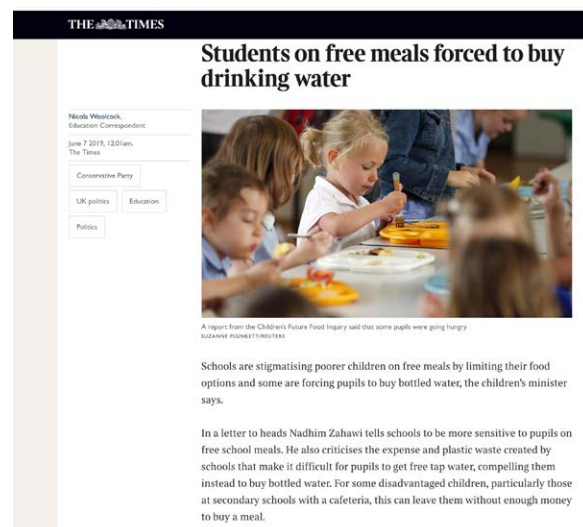 THE TIMES
Students on free meals forced to buy
drinking water
Nicola Woolcock,
Education Correspondent
June 7 2019, 12:01am,
The Times
Conservative Party
UK politics
Education
Politics
A report from the Children's Future Food Inquiry said that some pupils were going hungry
SUZANNE PLUNKETT/REUTERS
Schools are stigmatising poorer children on free meals by limiting their food
options and some are forcing pupils to buy bottled water, the children's minister
says.
In a letter to heads Nadhim Zahawi tells schools to be more sensitive to pupils on
free school meals. He also criticises the expense and plastic waste created by
schools that make it difficult for pupils to get free tap water, compelling them
instead to buy bottled water. For some disadvantaged children, particularly those
at secondary schools with a cafeteria, this can leave them without enough money
to buy a meal.